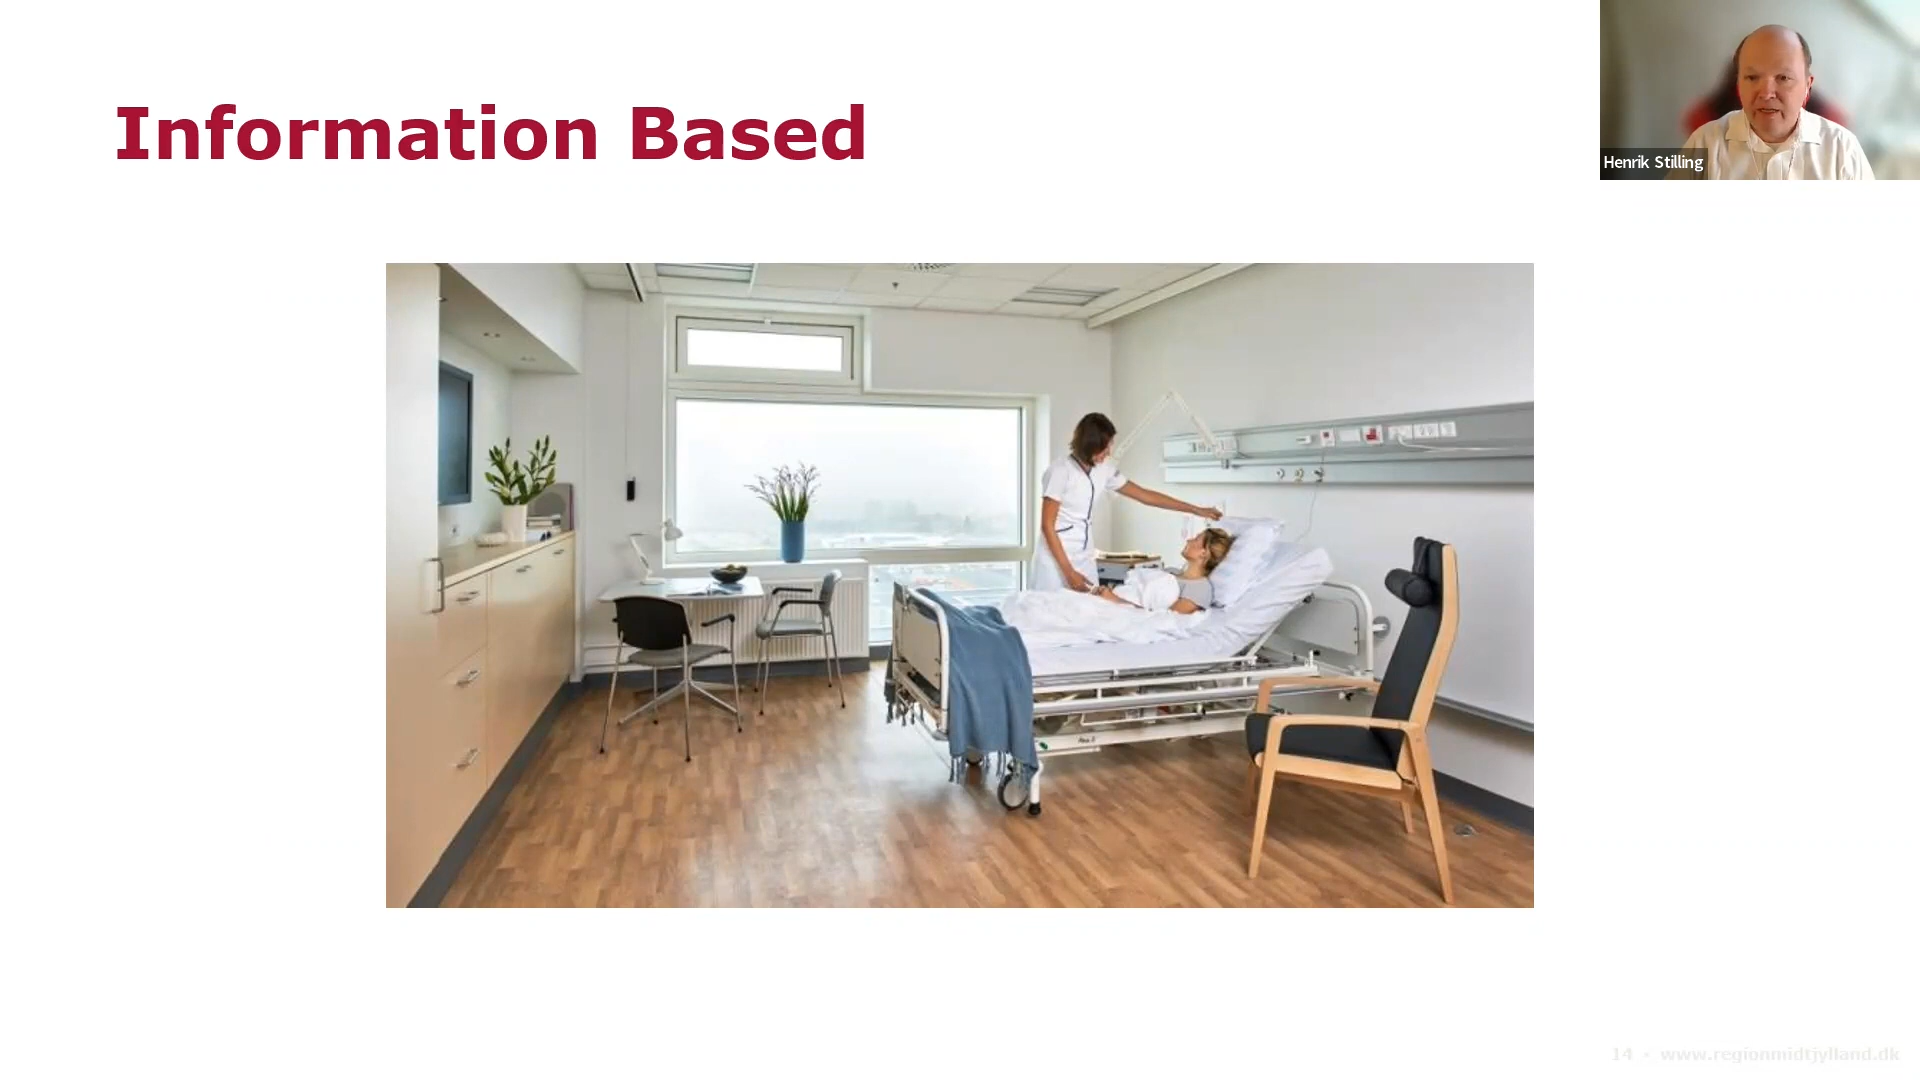 Information Based
Henrik Stilling
14 • www.regionmidtjylland.dk